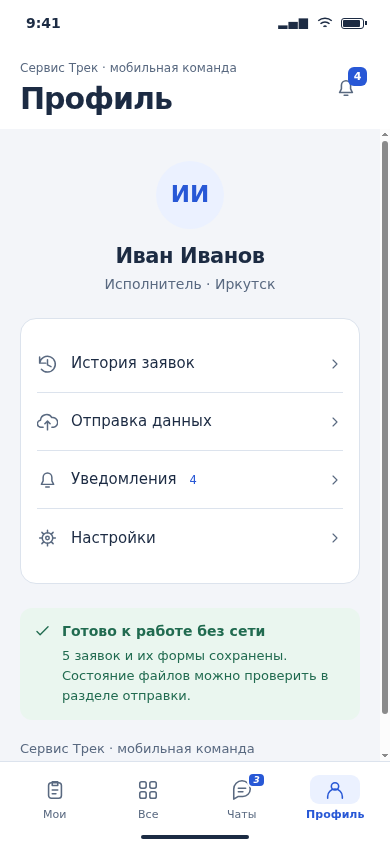 9:41
Сервис Трек · мобильная команда
Профиль
4
ИИ
Иван Иванов
Исполнитель · Иркутск
История заявок
Отправка данных
Уведомления 4
Настройки
Готово к работе без сети
5 заявок и их формы сохранены.
Состояние файлов можно проверить в
разделе отправки.
Сервис Трек · мобильная команда
3
Мои
Все
Чаты
Профиль